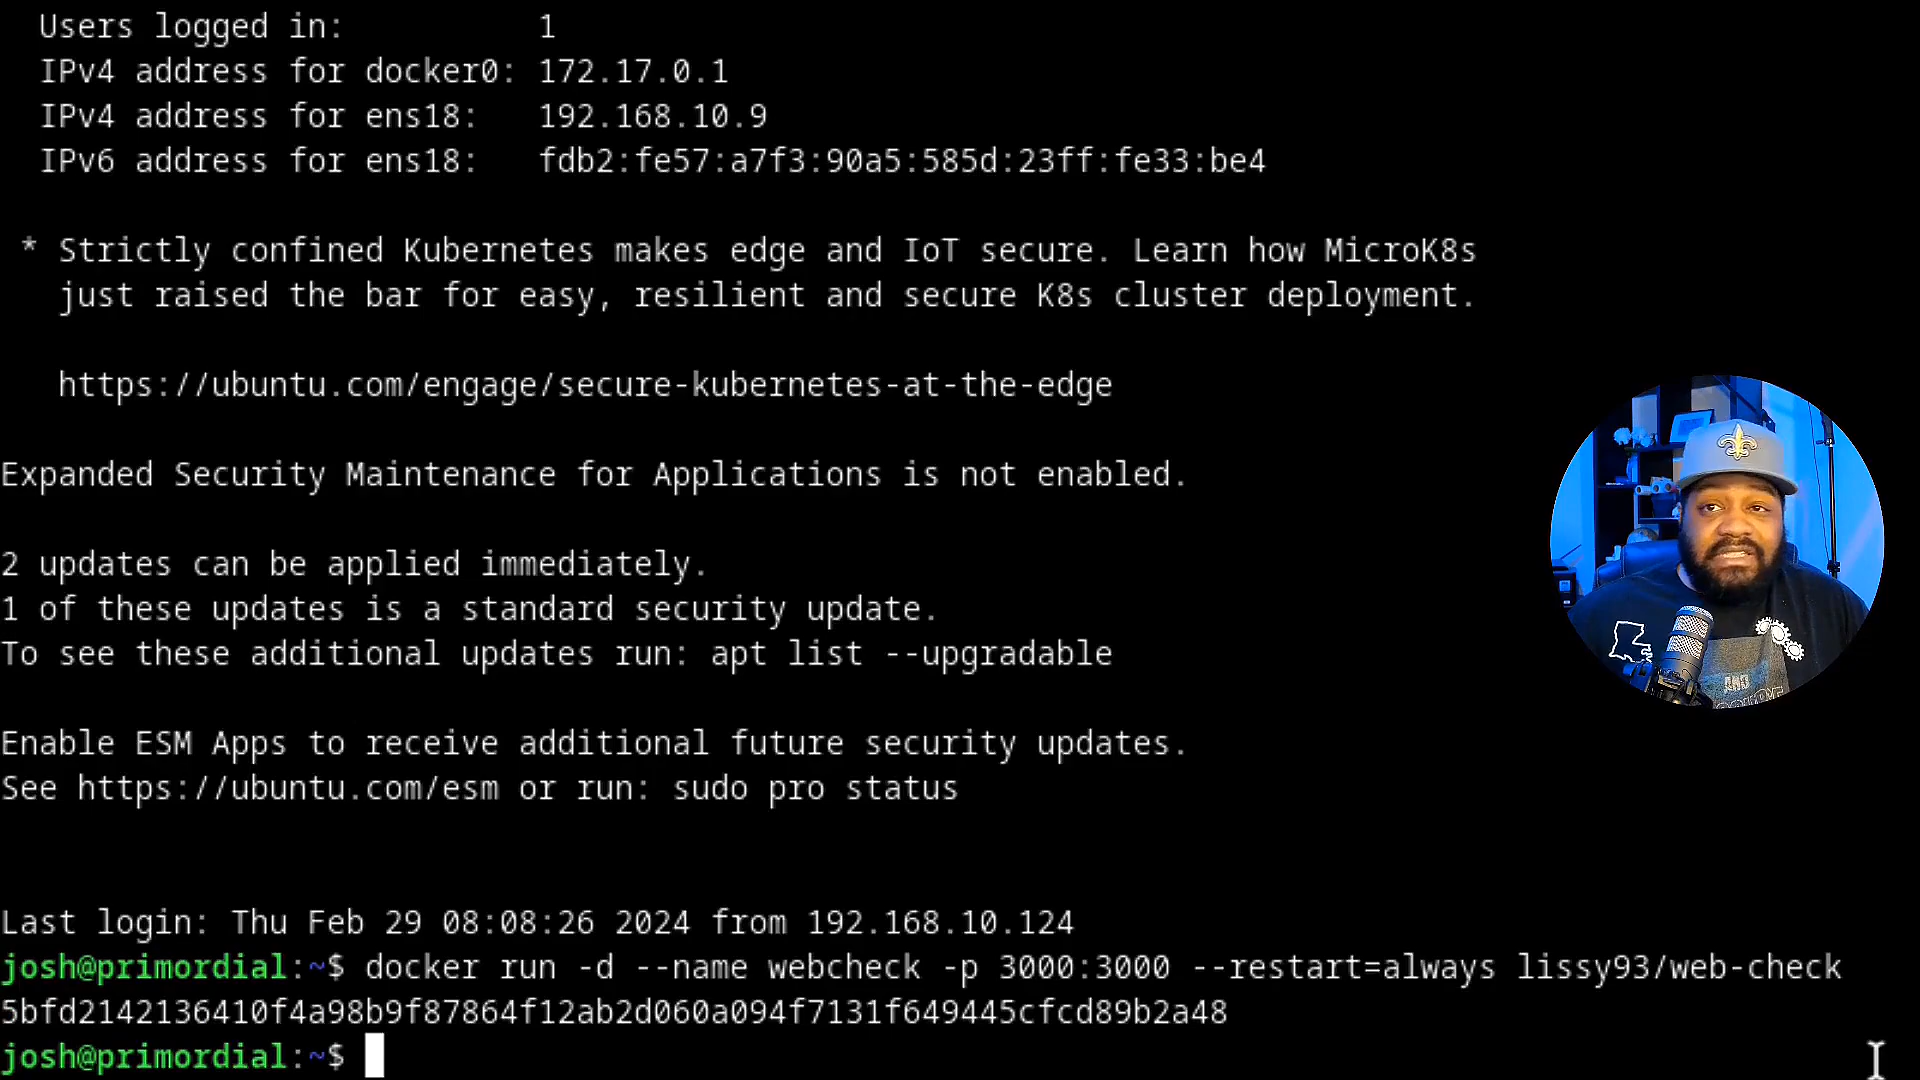 Users logged in: 1
IPv4 address for docker0: 172.17.0.1
IPv4 address for ens18: 192.168.10.9
IPv6 address for ens18: fdb2:fe57:a7f3:90a5:585d:23ff:fe33:be4
* Strictly confined Kubernetes makes edge and IoT secure. Learn how MicroK8s
just raised the bar for easy, resilient and secure K8s cluster deployment.
https://ubuntu.com/engage/secure-kubernetes-at-the-edge
Expanded Security Maintenance for Applications is not enabled.
2 updates can be applied immediately.
1 of these updates is a standard security update.
To see these additional updates run: apt list --upgradable
Enable ESM Apps to receive additional future security updates.
See https://ubuntu.com/esm or run: sudo pro status
Last login: Thu Feb 29 08:08:26 2024 from 192.168.10.124
josh@primordial:~$ docker run -d --name webcheck -p 3000:3000 --restart=always lissy93/web-check
5bfd2142136410f4a98b9f87864f12ab2d060a094f7131f649445cfcd89b2a48
josh@primordial:~$
AND